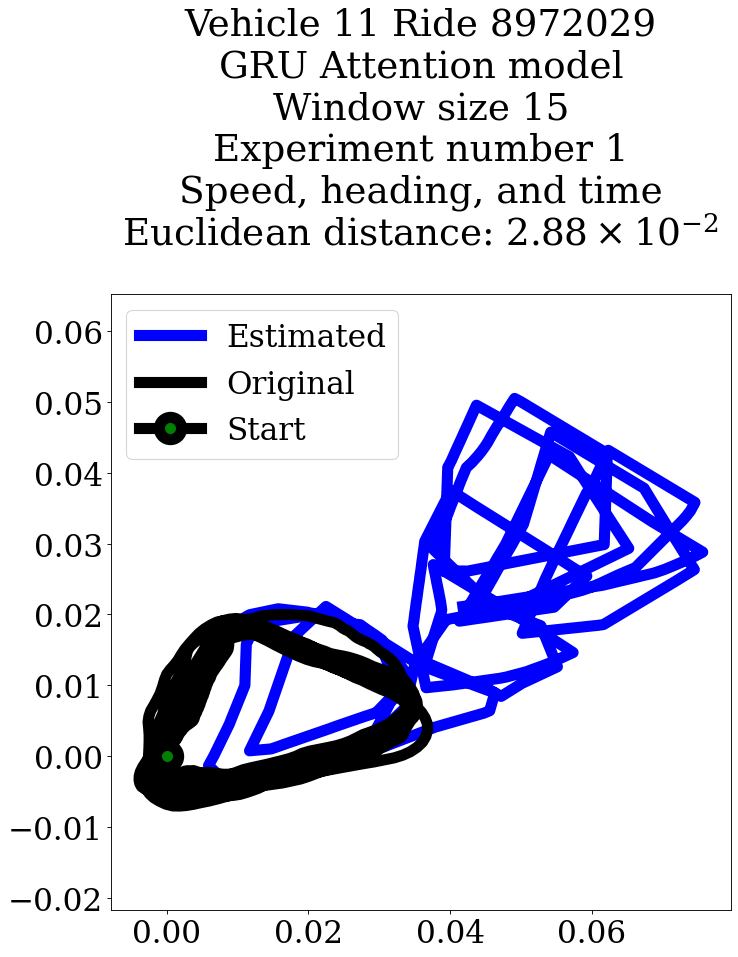 Vehicle 11 Ride 8972029
GRU Attention model
Window size 15
Experiment number 1
Speed, heading, and time
Euclidean distance: 2.88 × 10⁻²
Estimated
Original
Start
0.06
0.05
0.04
0.03
0.02
0.01
0.00
−0.01
−0.02
0.00 0.02 0.04 0.06